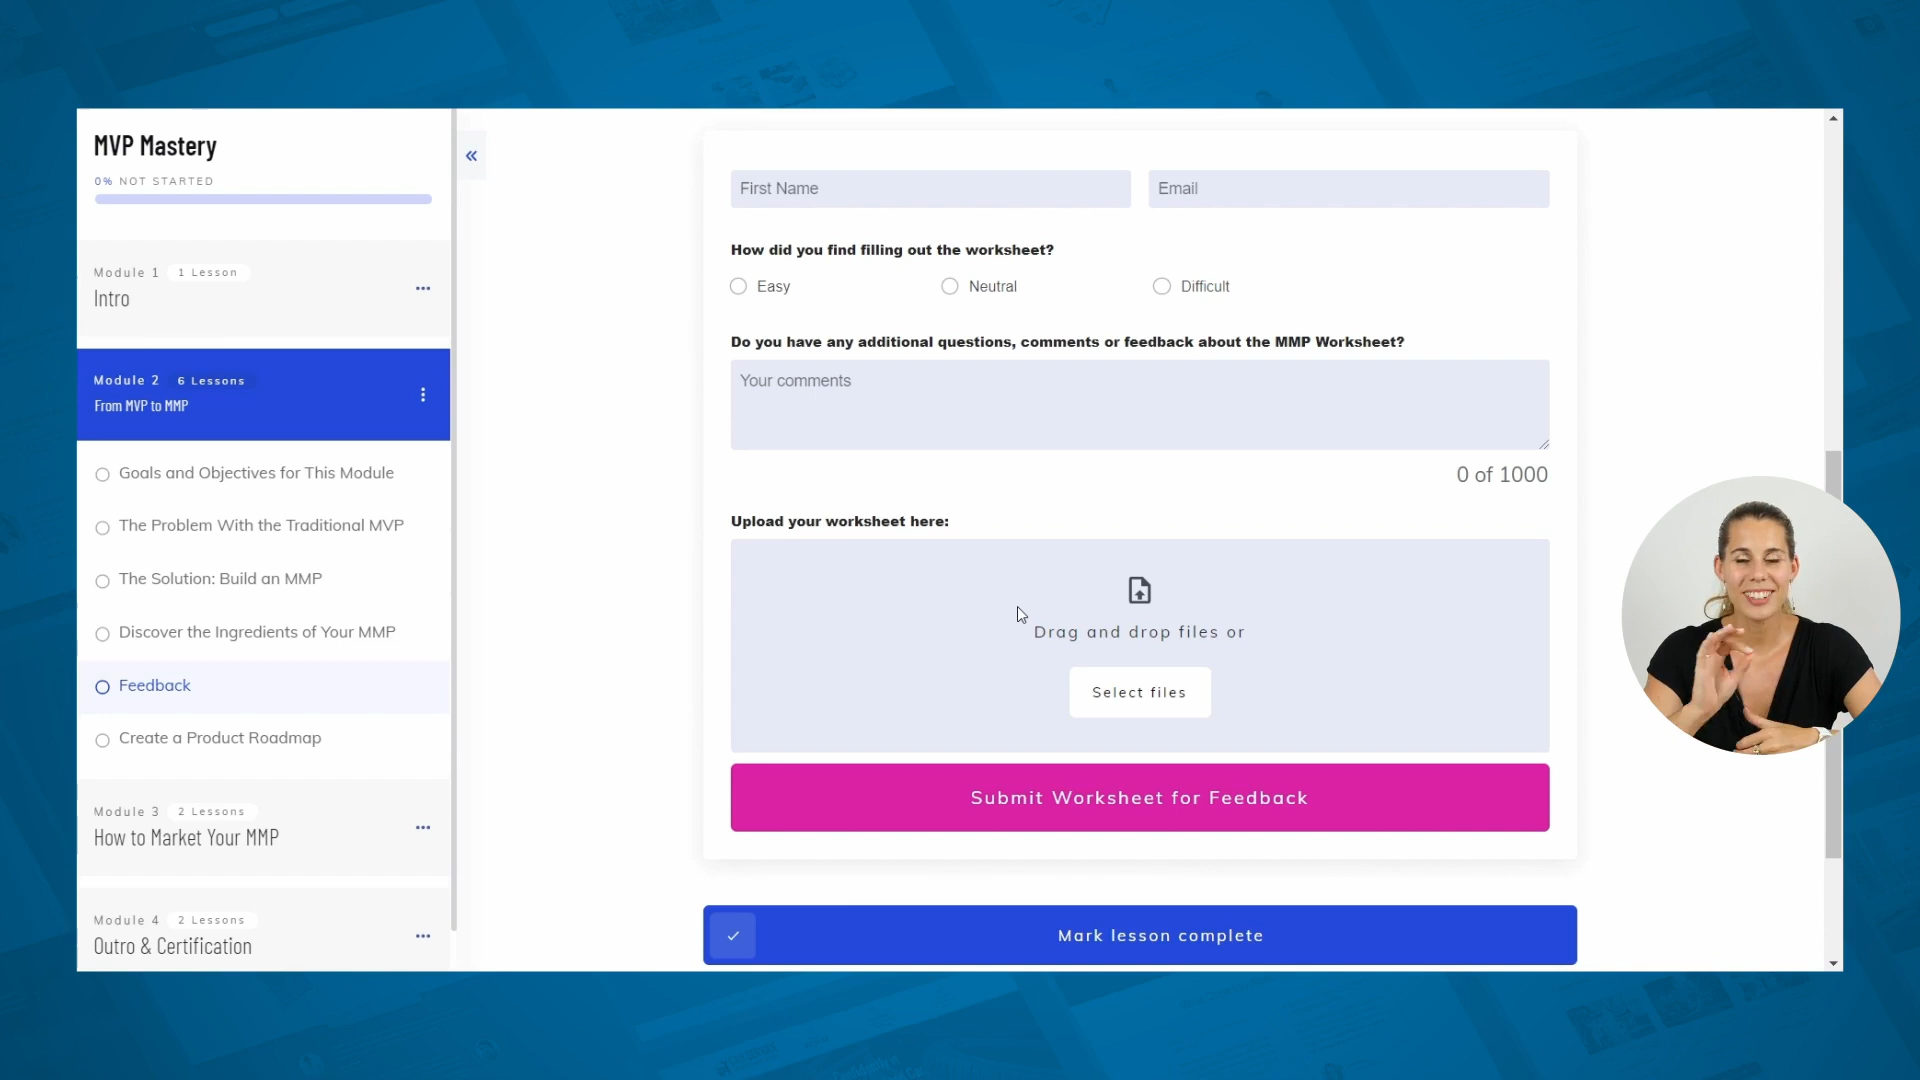 MVP Mastery
0% NOT STARTED
Module 1 1 Lesson
Intro
Module 2 6 Lessons
From MVP to MMP
Goals and Objectives for This Module
The Problem With the Traditional MVP
The Solution: Build an MMP
Discover the Ingredients of Your MMP
Feedback
Create a Product Roadmap
Module 3 2 Lessons
How to Market Your MMP
Module 4 2 Lessons
Outro & Certification
First Name Email
How did you find filling out the worksheet?
Easy Neutral Difficult
Do you have any additional questions, comments or feedback about the MMP Worksheet?
Your comments
0 of 1000
Upload your worksheet here:
Drag and drop files or
Select files
Submit Worksheet for Feedback
Mark lesson complete